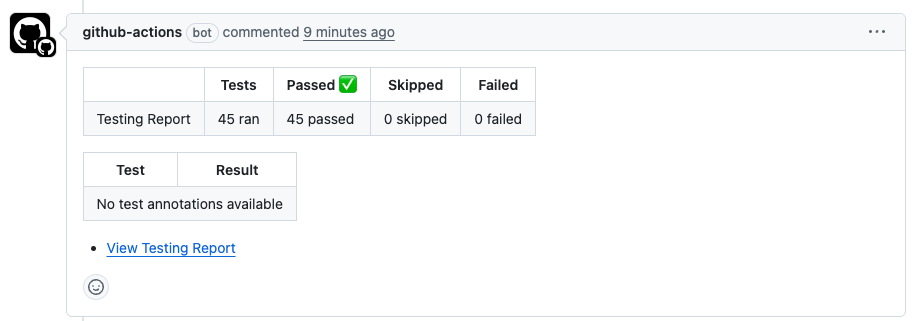 github-actions bot commented 9 minutes ago
Tests Passed ✅ Skipped Failed
Testing Report 45 ran 45 passed 0 skipped 0 failed
Test Result
No test annotations available
• View Testing Report